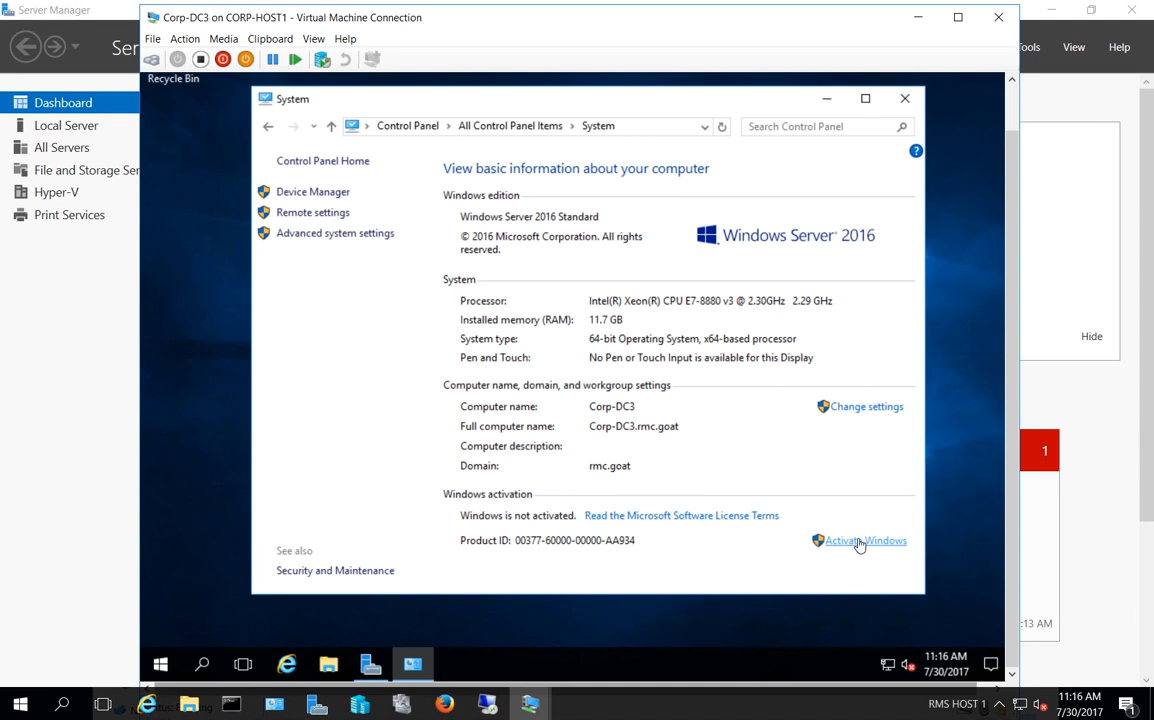 Server Manager
Ser
Tools View Help
Dashboard
Local Server
All Servers
File and Storage Ser
Hyper-V
Print Services
Hide
1
:13 AM
Corp-DC3 on CORP-HOST1 - Virtual Machine Connection
File Action Media Clipboard View Help
Recycle Bin
System
Control Panel > All Control Panel Items > System
Search Control Panel
Control Panel Home
Device Manager
Remote settings
Advanced system settings
See also
Security and Maintenance
View basic information about your computer
Windows edition
Windows Server 2016 Standard
© 2016 Microsoft Corporation. All rights
reserved.
Windows Server 2016
System
Processor: Intel(R) Xeon(R) CPU E7-8880 v3 @ 2.30GHz 2.29 GHz
Installed memory (RAM): 11.7 GB
System type: 64-bit Operating System, x64-based processor
Pen and Touch: No Pen or Touch Input is available for this Display
Computer name, domain, and workgroup settings
Computer name: Corp-DC3 Change settings
Full computer name: Corp-DC3.rmc.goat
Computer description:
Domain: rmc.goat
Windows activation
Windows is not activated. Read the Microsoft Software License Terms
Product ID: 00377-60000-00000-AA934 Activate Windows
11:16 AM
7/30/2017
RMS HOST 1
11:16 AM
7/30/2017
1